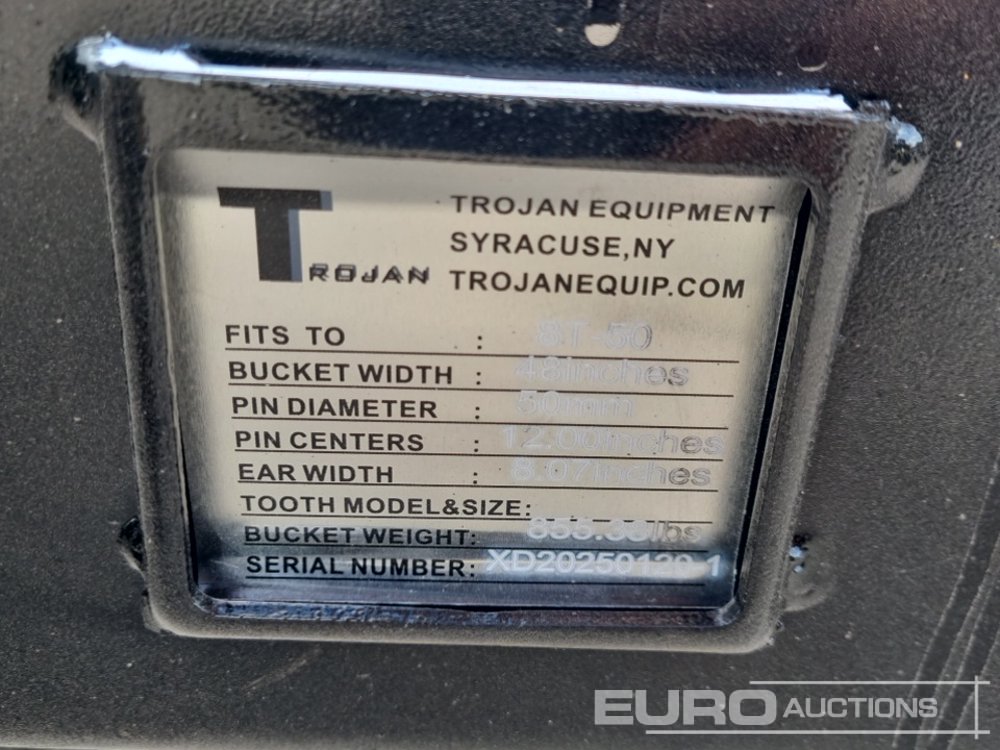 TROJAN
TROJAN EQUIPMENT
SYRACUSE,NY
TROJANEQUIP.COM
FITS TO : 8T-50
BUCKET WIDTH : 48inches
PIN DIAMETER : 50mm
PIN CENTERS : 12.00inches
EAR WIDTH : 8.07inches
TOOTH MODEL&SIZE:
BUCKET WEIGHT:
SERIAL NUMBER:
EURO AUCTIONS